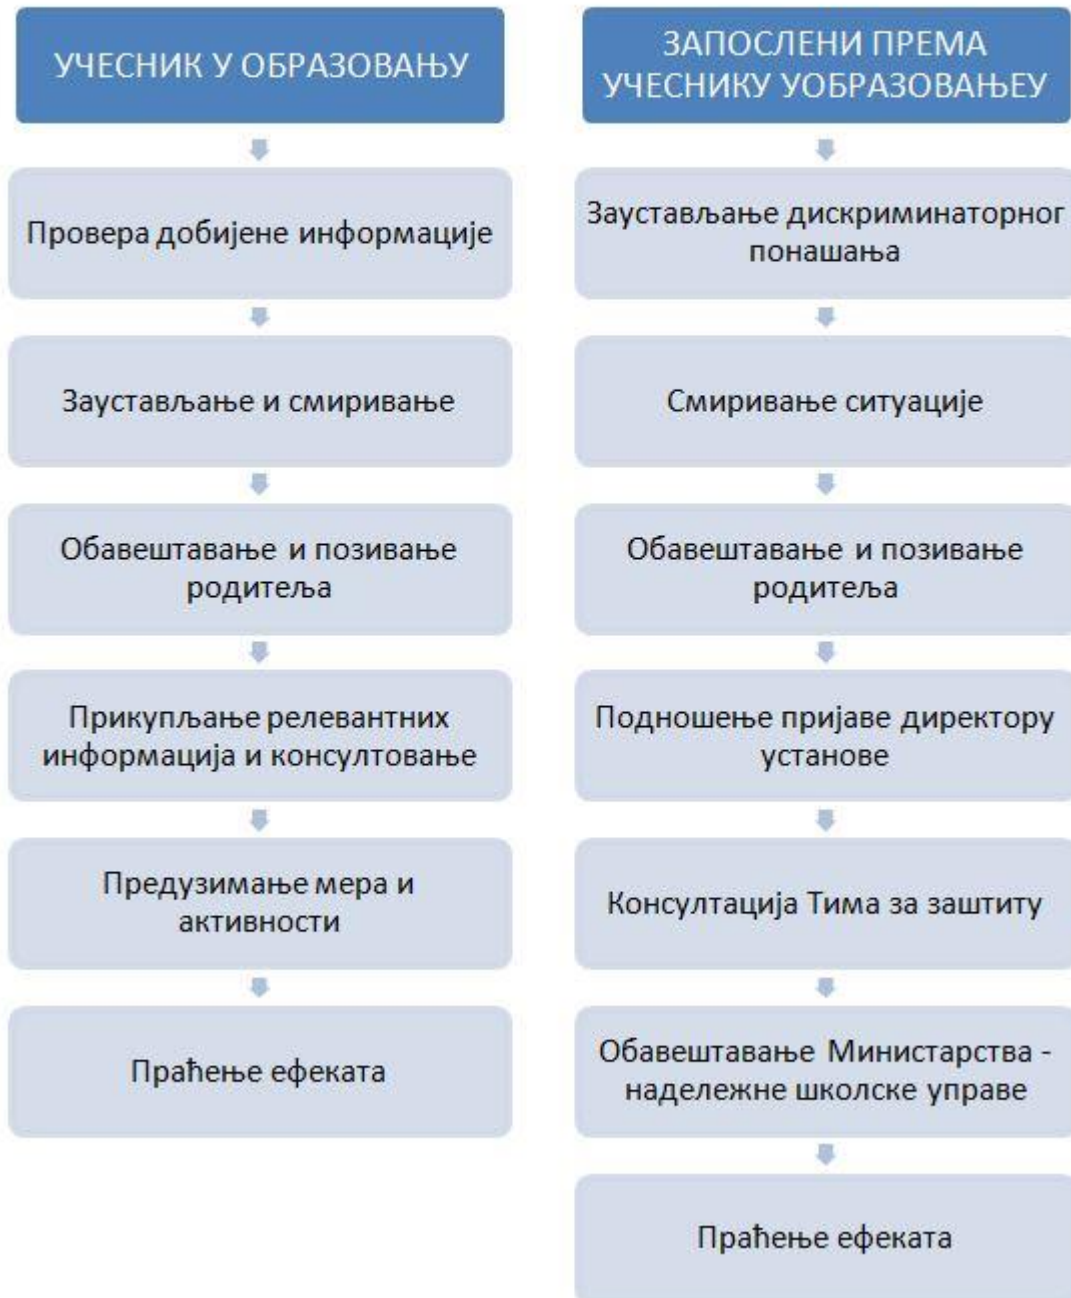 УЧЕСНИК У ОБРАЗОВАЊУ
Провера добијене информације
Заустављање и смиривање
Обавештавање и позивање
родитеља
Прикупљање релевантних
информација и консултовање
Предузимање мера и
активности
Праћење ефеката
ЗАПОСЛЕНИ ПРЕМА
УЧЕСНИКУ УОБРАЗОВАЊЕУ
Заустављање дискриминаторног
понашања
Смиривање ситуације
Обавештавање и позивање
родитеља
Подношење пријаве директору
установе
Консултација Тима за заштиту
Обавештавање Министарства -
надележне школске управе
Праћење ефеката